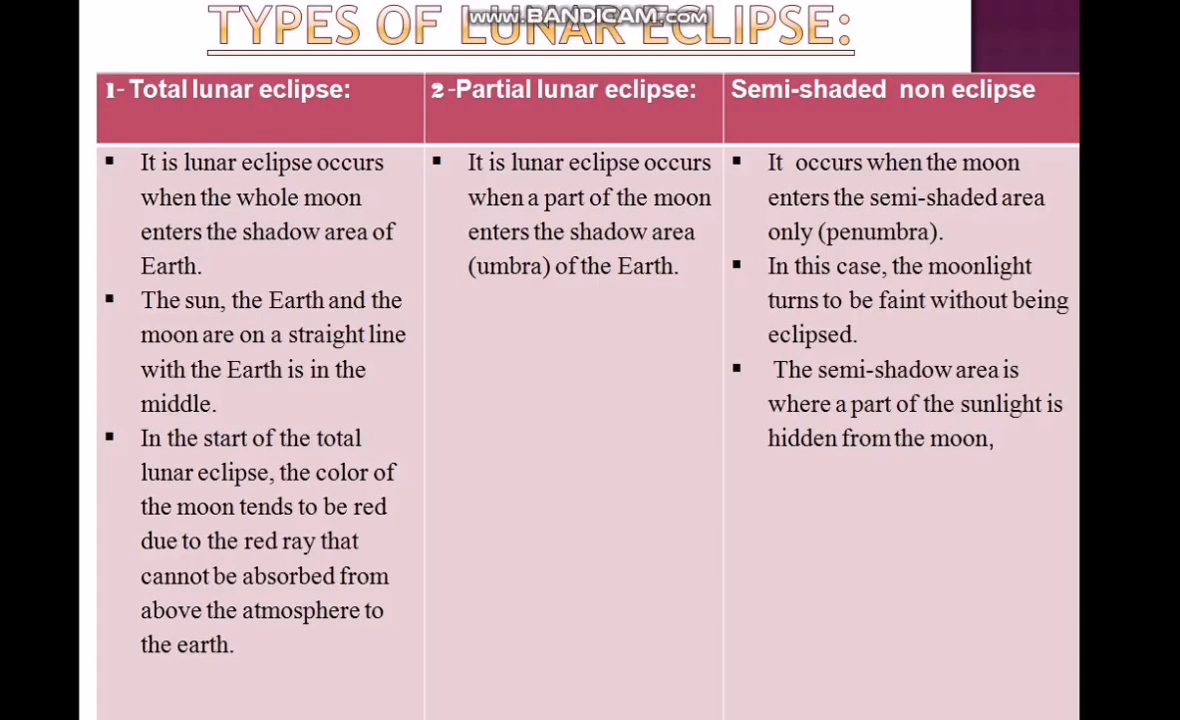 www.BANDICAM.com
TYPES OF LUNAR ECLIPSE:
1- Total lunar eclipse:
▪ It is lunar eclipse occurs
when the whole moon
enters the shadow area of
Earth.
▪ The sun, the Earth and the
moon are on a straight line
with the Earth is in the
middle.
▪ In the start of the total
lunar eclipse, the color of
the moon tends to be red
due to the red ray that
cannot be absorbed from
above the atmosphere to
the earth.
2 -Partial lunar eclipse:
▪ It is lunar eclipse occurs
when a part of the moon
enters the shadow area
(umbra) of the Earth.
Semi-shaded non eclipse
▪ It occurs when the moon
enters the semi-shaded area
only (penumbra).
▪ In this case, the moonlight
turns to be faint without being
eclipsed.
▪ The semi-shadow area is
where a part of the sunlight is
hidden from the moon,